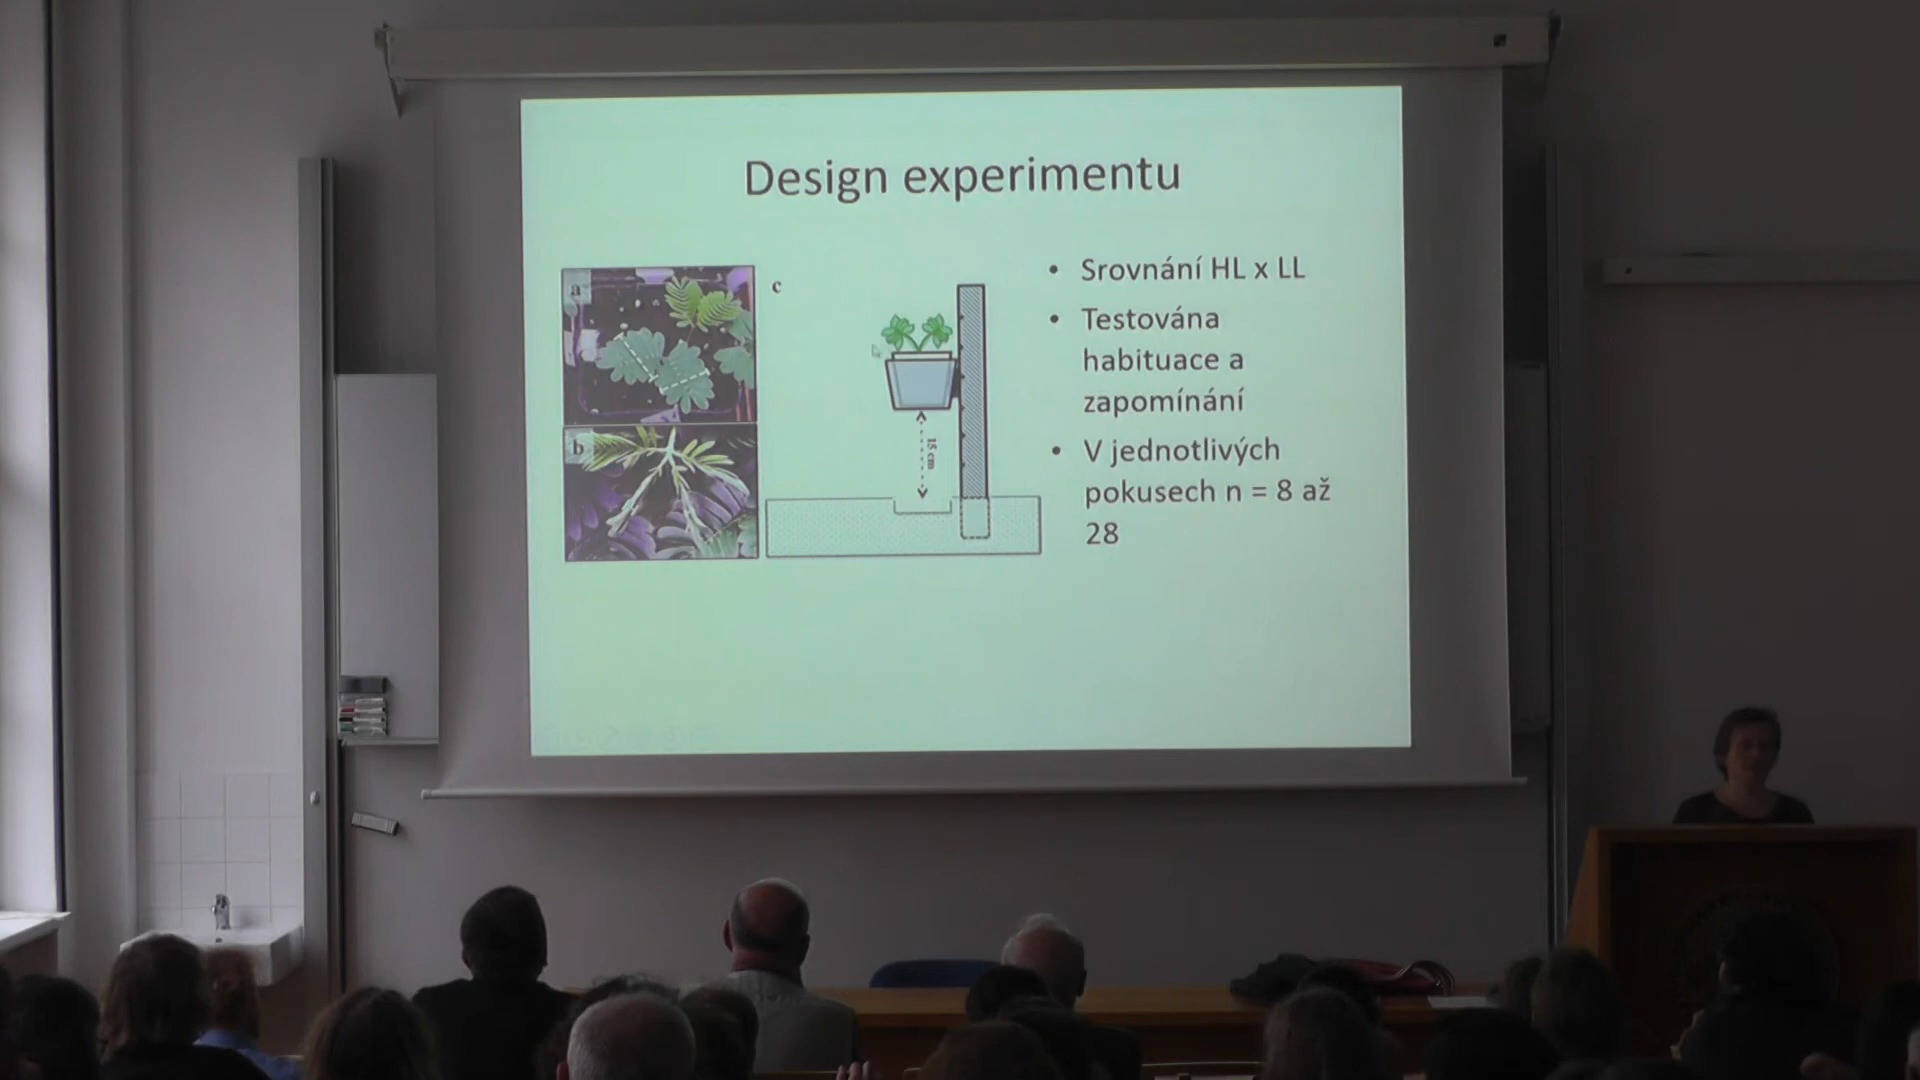 Design experimentu
a
b
c
15 cm
• Srovnání HL x LL
• Testována
habituace a
zapomínání
• V jednotlivých
pokusech n = 8 až
28